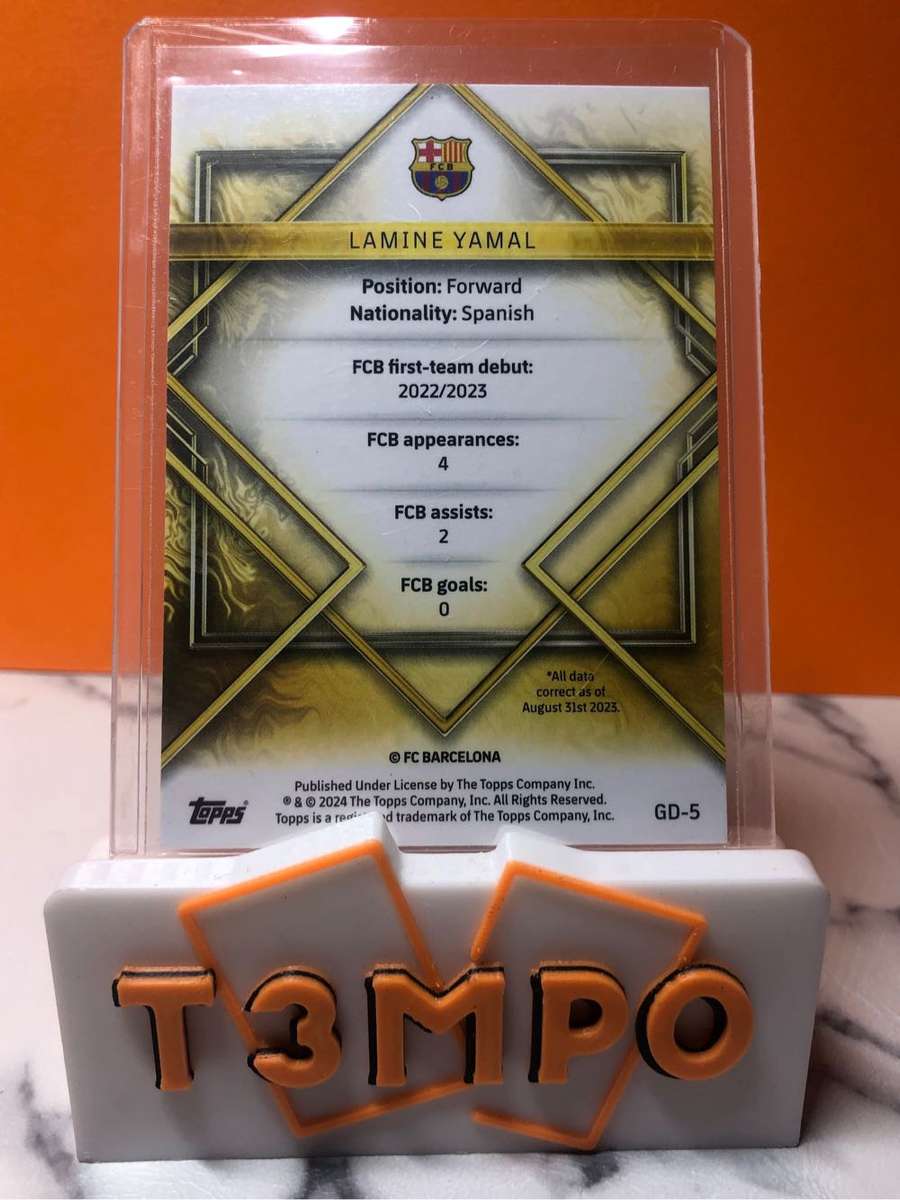 FCB
LAMINE YAMAL
Position: Forward
Nationality: Spanish
FCB first-team debut:
2022/2023
FCB appearances:
4
FCB assists:
2
FCB goals:
0
*All data
correct as of
August 31st 2023.
© FC BARCELONA
Published Under License by The Topps Company Inc.
® & © 2024 The Topps Company, Inc. All Rights Reserved.
Topps is a trademark of The Topps Company, Inc.
Topps®
GD-5
T3MPO